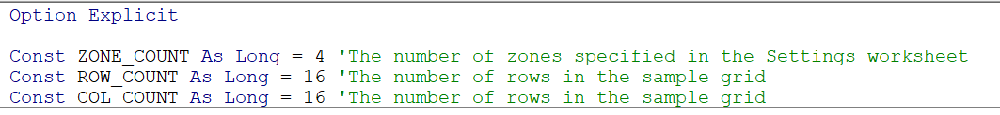 Option Explicit
Const ZONE_COUNT As Long = 4 'The number of zones specified in the Settings worksheet
Const ROW_COUNT As Long = 16 'The number of rows in the sample grid
Const COL_COUNT As Long = 16 'The number of rows in the sample grid